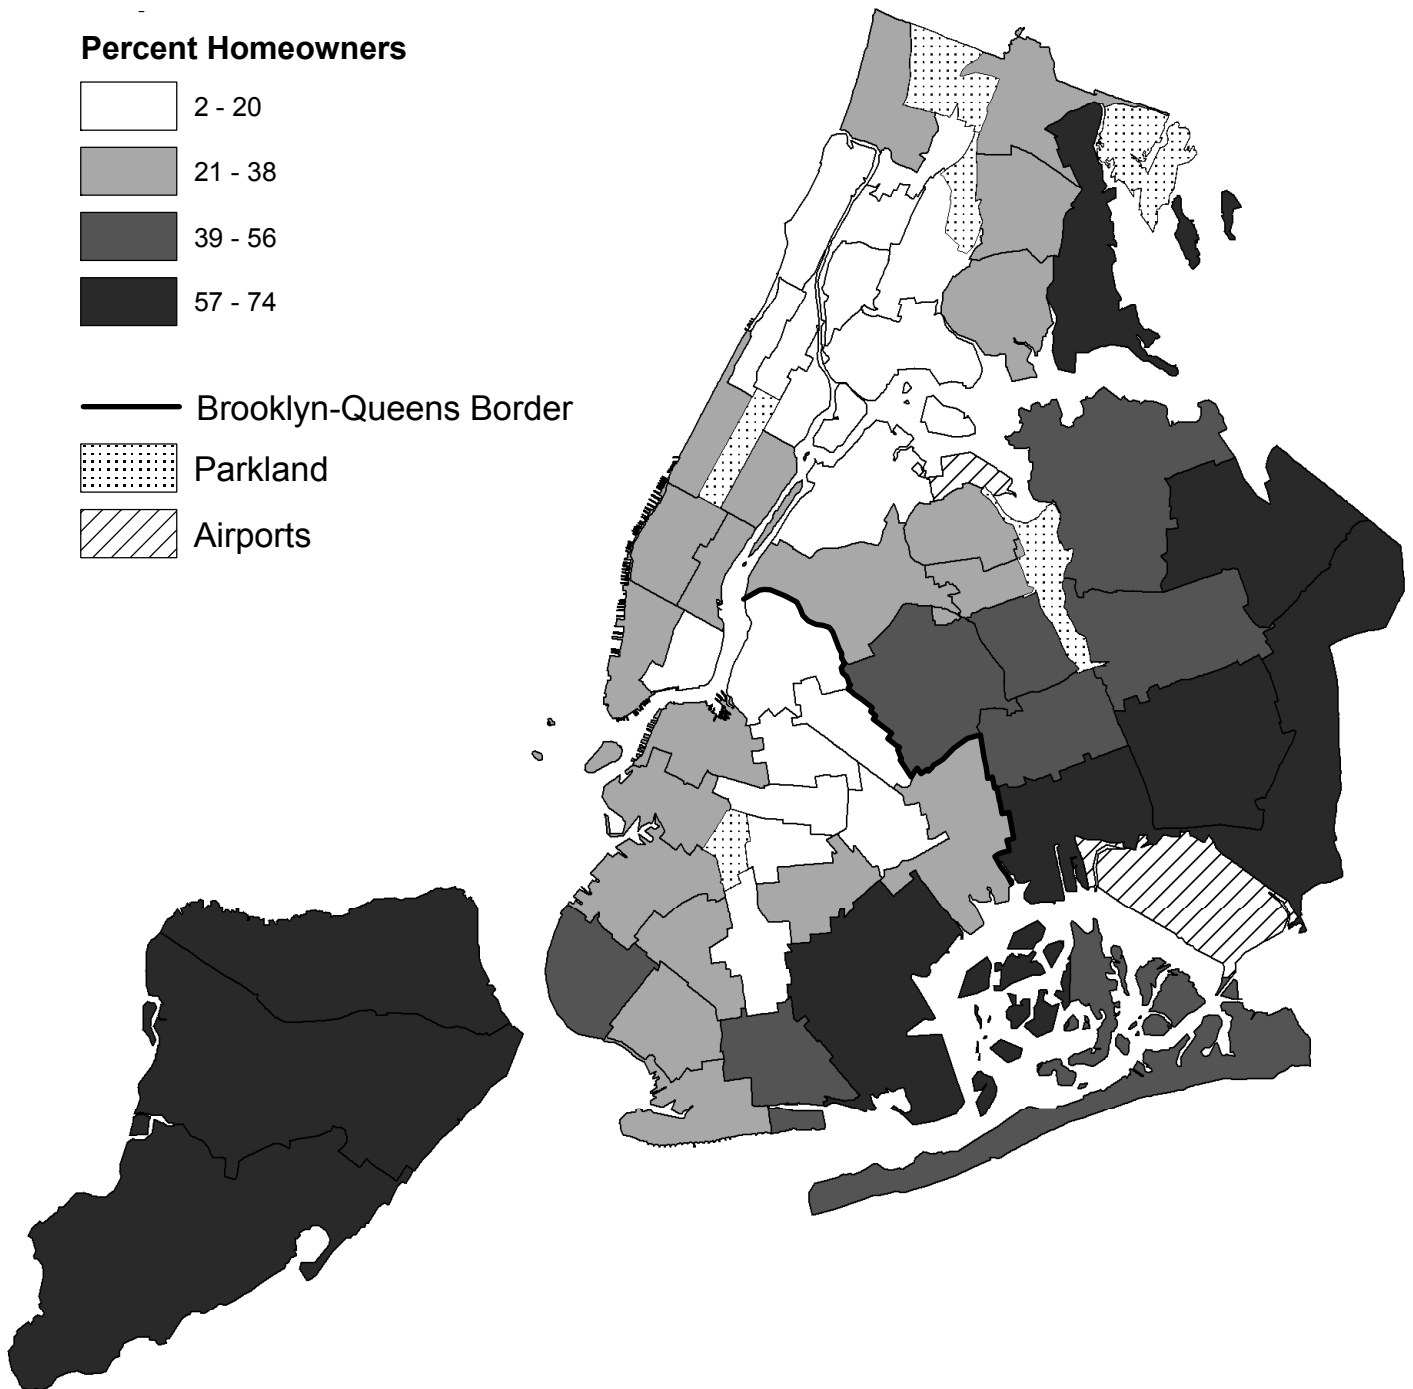 Percent Homeowners
2 - 20
21 - 38
39 - 56
57 - 74
Brooklyn-Queens Border
Parkland
Airports